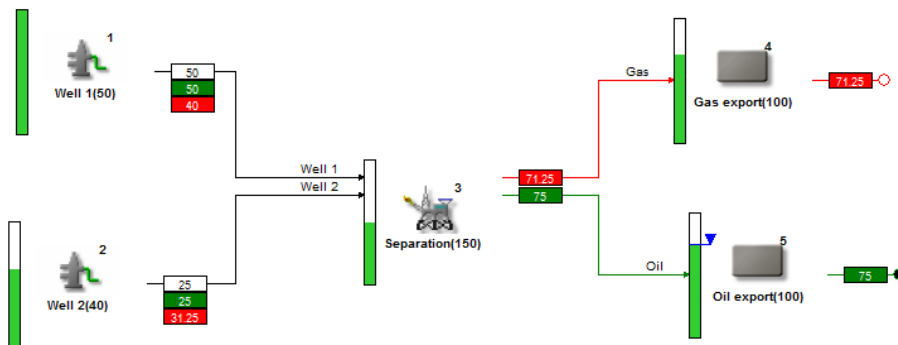 1
Well 1(50)
50
50
40
2
Well 2(40)
25
25
31.25
Well 1
Well 2
3
Separation(150)
71.25
75
Gas
Oil
4
Gas export(100)
71.25
5
Oil export(100)
75